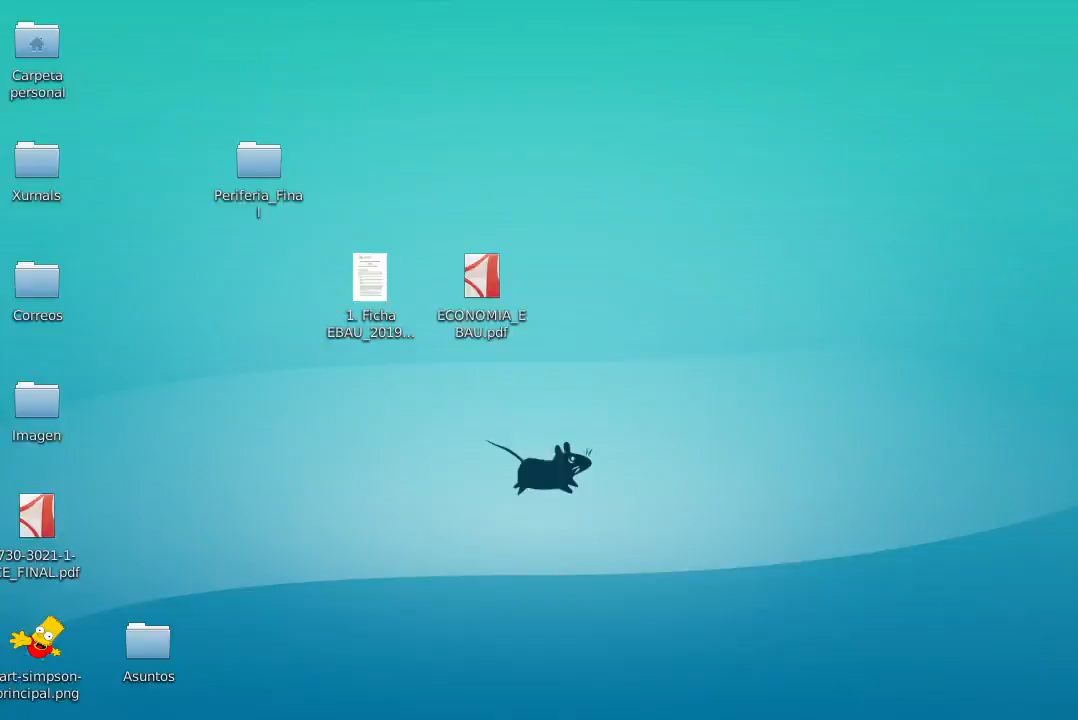 Carpeta
personal
Xurnals
Periferia_Fina
l
Correos
1. Ficha
EBAU_2019...
ECONOMIA_E
BAU.pdf
Imagen
730-3021-1-
CE_FINAL.pdf
art-simpson-
principal.png
Asuntos